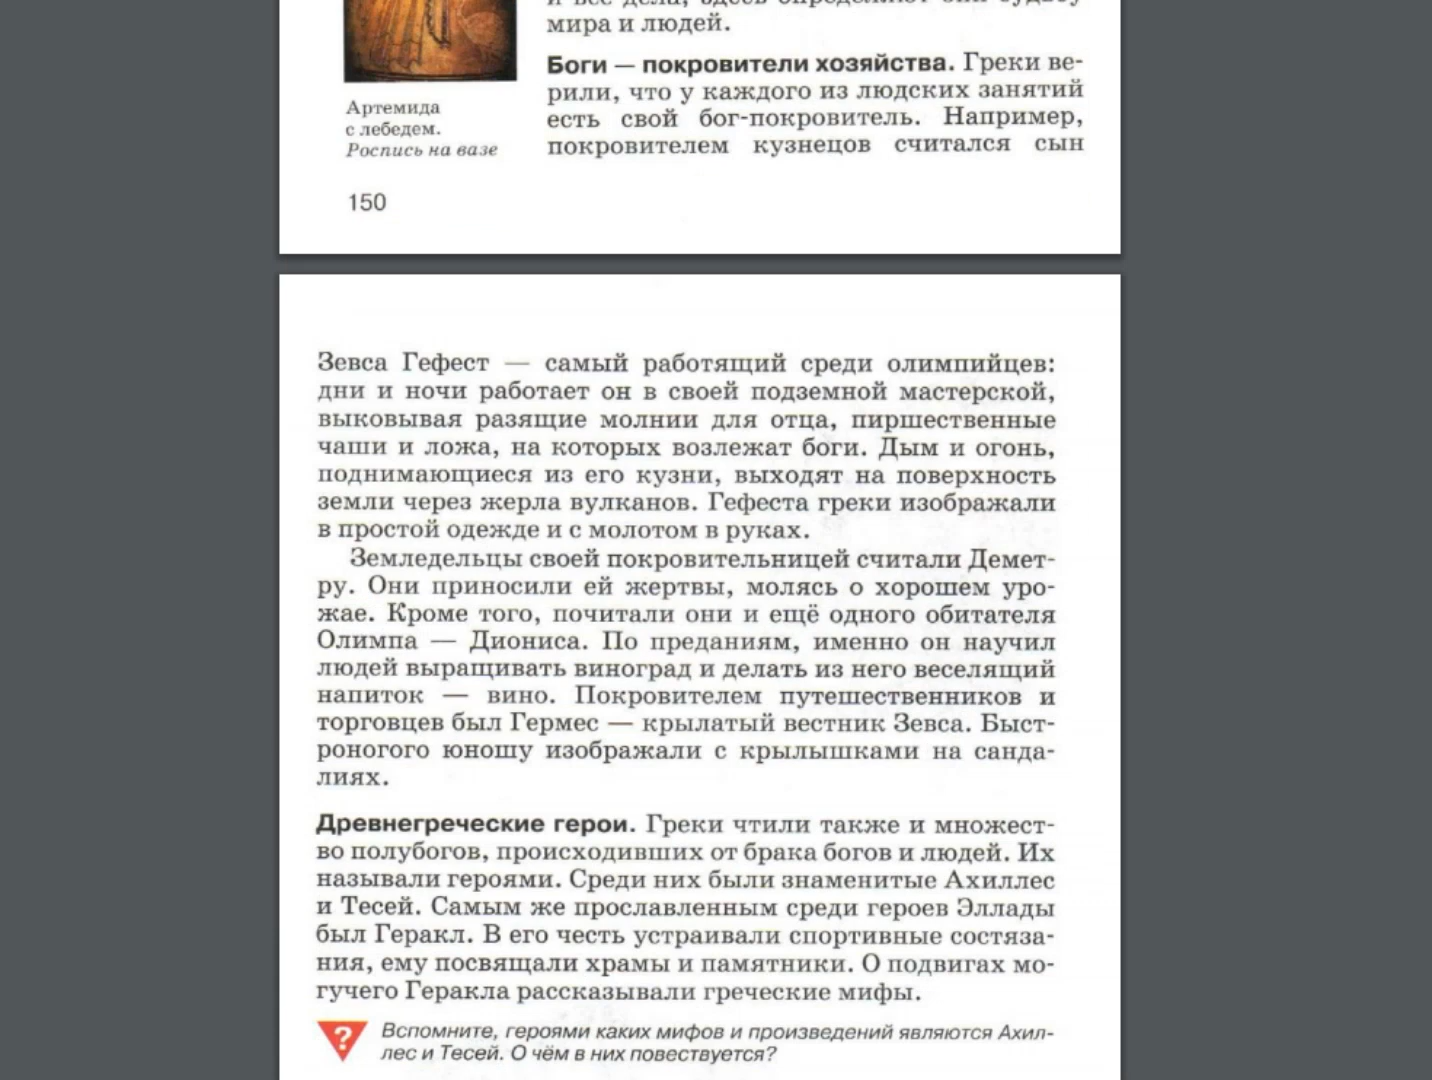 и все дела, здесь определяют они судьбу
мира и людей.
Боги — покровители хозяйства. Греки ве-
рили, что у каждого из людских занятий
есть свой бог-покровитель. Например,
покровителем кузнецов считался сын
Артемида
с лебедем.
Роспись на вазе
150
Зевса Гефест — самый работящий среди олимпийцев:
дни и ночи работает он в своей подземной мастерской,
выковывая разящие молнии для отца, пиршественные
чаши и ложа, на которых возлежат боги. Дым и огонь,
поднимающиеся из его кузни, выходят на поверхность
земли через жерла вулканов. Гефеста греки изображали
в простой одежде и с молотом в руках.
Земледельцы своей покровительницей считали Демет-
ру. Они приносили ей жертвы, молясь о хорошем уро-
жае. Кроме того, почитали они и ещё одного обитателя
Олимпа — Диониса. По преданиям, именно он научил
людей выращивать виноград и делать из него веселящий
напиток — вино. Покровителем путешественников и
торговцев был Гермес — крылатый вестник Зевса. Быст-
роногого юношу изображали с крылышками на санда-
лиях.
Древнегреческие герои. Греки чтили также и множест-
во полубогов, происходивших от брака богов и людей. Их
называли героями. Среди них были знаменитые Ахиллес
и Тесей. Самым же прославленным среди героев Эллады
был Геракл. В его честь устраивали спортивные состяза-
ния, ему посвящали храмы и памятники. О подвигах мо-
гучего Геракла рассказывали греческие мифы.
?
Вспомните, героями каких мифов и произведений являются Ахил-
лес и Тесей. О чём в них повествуется?